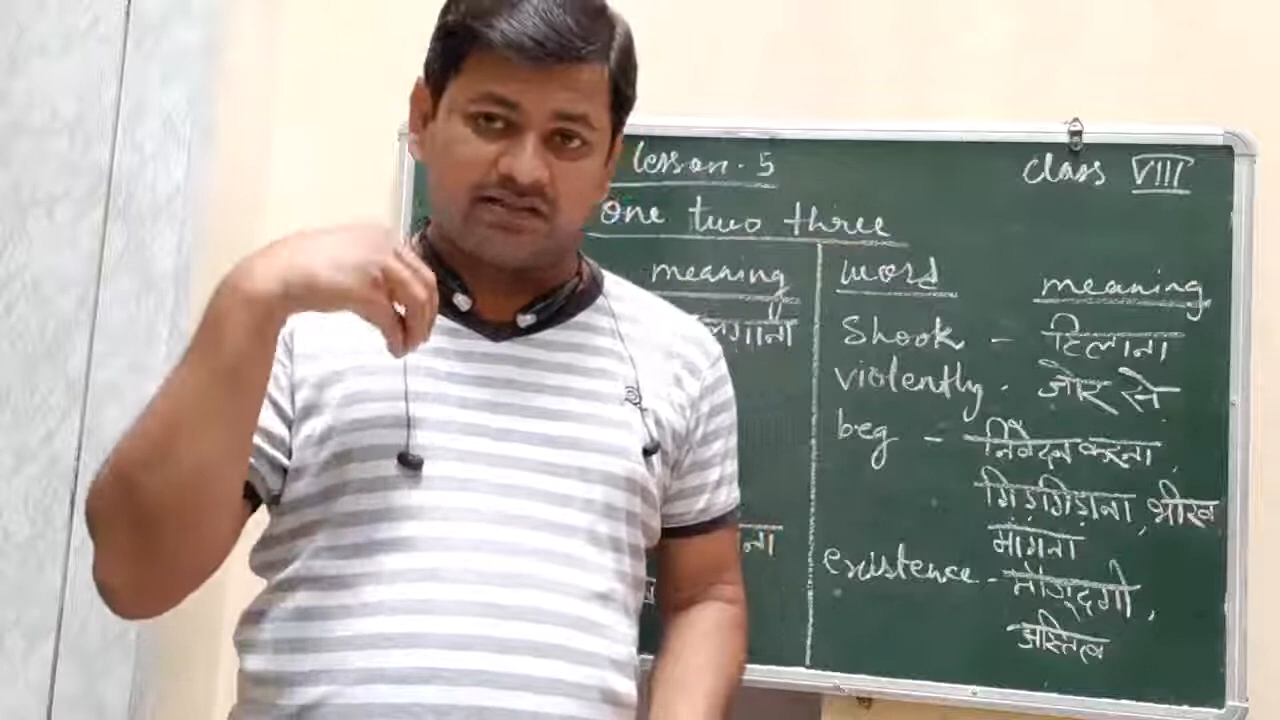 lesson - 5
class VIII
One two three
meaning
लगाना
ना
word meaning
Shook - हिलाना
violently - जोर से
beg - निवेदन करना,
गिड़गिड़ाना, भीख
मांगना
existence - मौजूदगी,
अस्तित्व